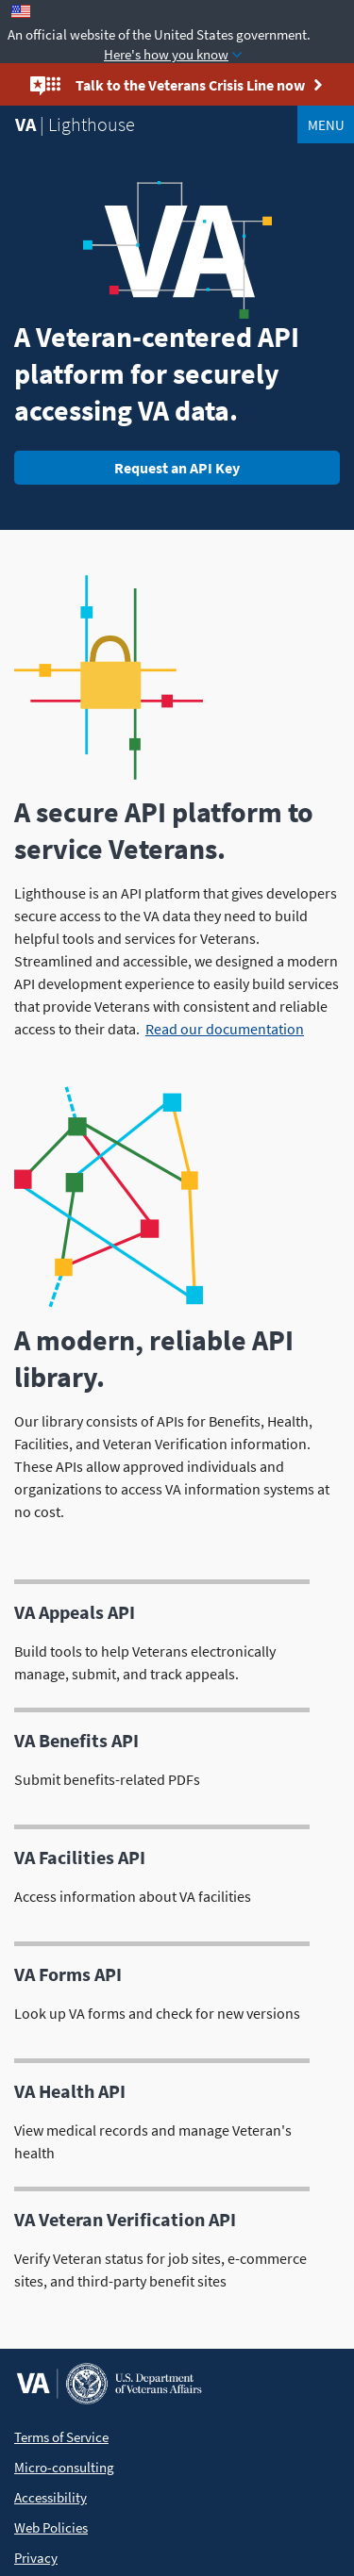 An official website of the United States government.
Here's how you know
Talk to the Veterans Crisis Line now
VA | Lighthouse
MENU
VA
A Veteran-centered API
platform for securely
accessing VA data.
Request an API Key
A secure API platform to
service Veterans.
Lighthouse is an API platform that gives developers
secure access to the VA data they need to build
helpful tools and services for Veterans.
Streamlined and accessible, we designed a modern
API development experience to easily build services
that provide Veterans with consistent and reliable
access to their data. Read our documentation
A modern, reliable API
library.
Our library consists of APIs for Benefits, Health,
Facilities, and Veteran Verification information.
These APIs allow approved individuals and
organizations to access VA information systems at
no cost.
VA Appeals API
Build tools to help Veterans electronically
manage, submit, and track appeals.
VA Benefits API
Submit benefits-related PDFs
VA Facilities API
Access information about VA facilities
VA Forms API
Look up VA forms and check for new versions
VA Health API
View medical records and manage Veteran's
health
VA Veteran Verification API
Verify Veteran status for job sites, e-commerce
sites, and third-party benefit sites
VA
U.S. Department
of Veterans Affairs
Terms of Service
Micro-consulting
Accessibility
Web Policies
Privacy